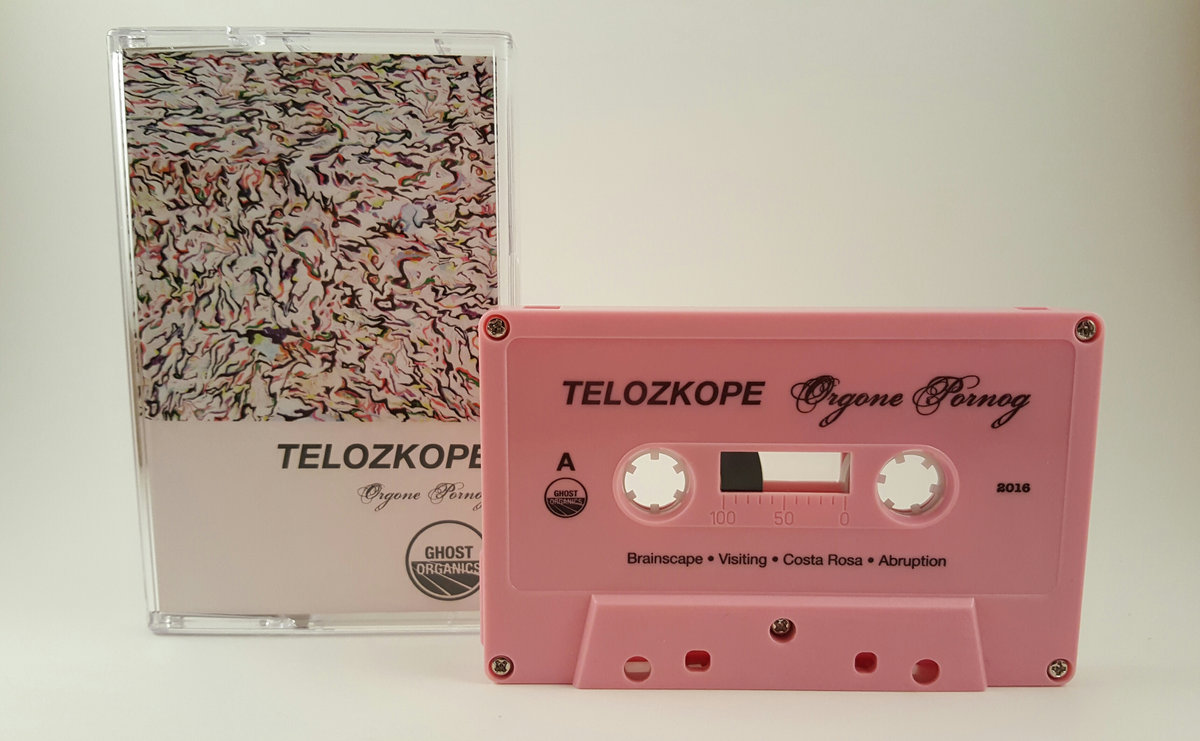 TELOZKOPE
Orgone Pornog
GHOST
ORGANICS
TELOZKOPE Orgone Pornog
A
GHOST
ORGANICS
2016
100 50 0
Brainscape • Visiting • Costa Rosa • Abruption